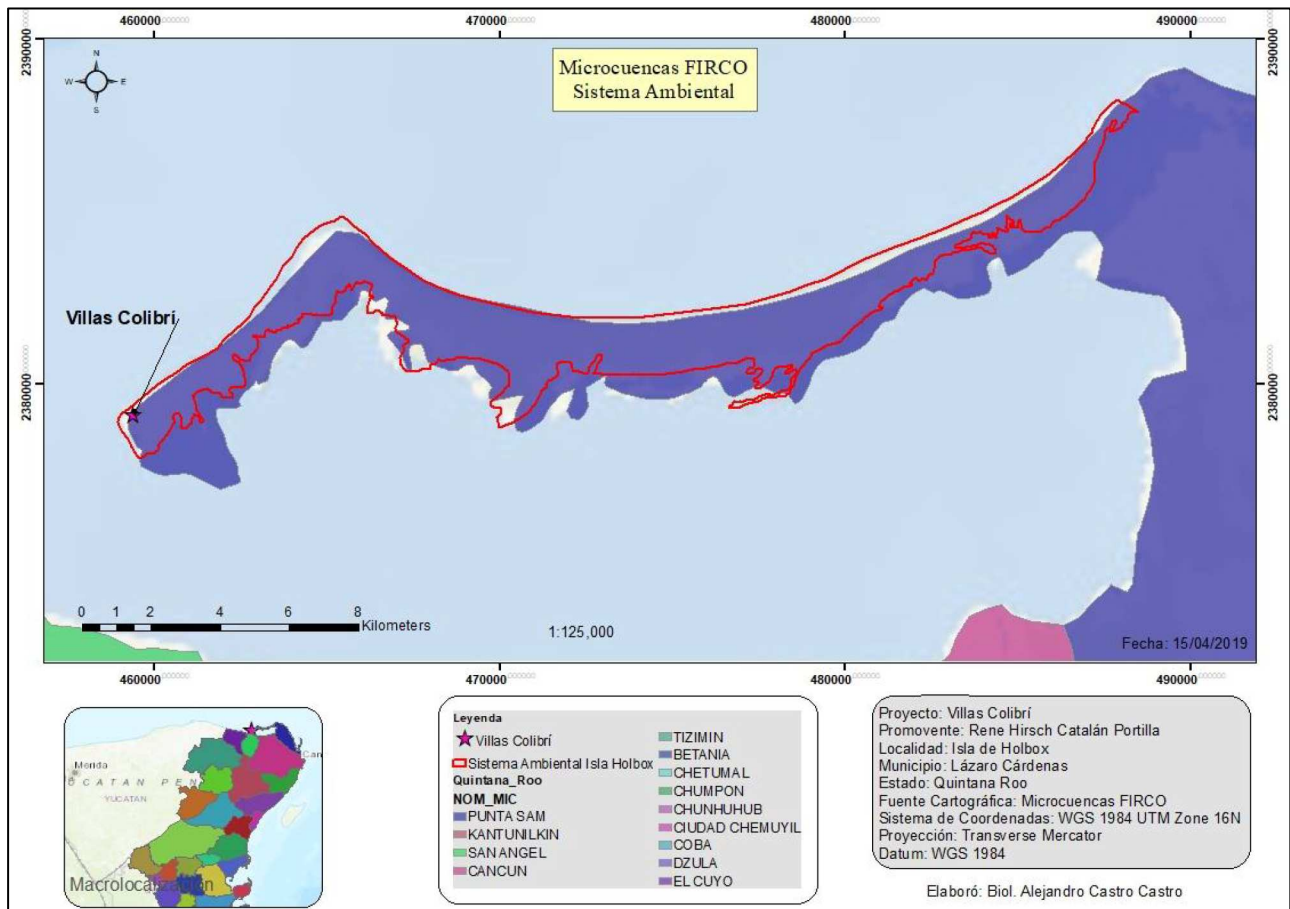 460000 470000 480000 490000
2390000 2390000
N
W E
S
Microcuencas FIRCO
Sistema Ambiental
Villas Colibrí
2380000 2380000
0 1 2 4 6 8
Kilometers
1:125,000
Fecha: 15/04/2019
460000 470000 480000 490000
Merida
YUCATAN
Macrolocalización
Leyenda
Villas Colibrí
Sistema Ambiental Isla Holbox
Quintana_Roo
NOM_MIC
PUNTA SAM
KANTUNILKIN
SAN ANGEL
CANCUN
TIZIMIN
BETANIA
CHETUMAL
CHUMPON
CHUNHUHUB
CIUDAD CHEMUYIL
COBA
DZULA
EL CUYO
Proyecto: Villas Colibrí
Promovente: Rene Hirsch Catalán Portilla
Localidad: Isla de Holbox
Municipio: Lázaro Cárdenas
Estado: Quintana Roo
Fuente Cartográfica: Microcuencas FIRCO
Sistema de Coordenadas: WGS 1984 UTM Zone 16N
Proyección: Transverse Mercator
Datum: WGS 1984
Elaboró: Biol. Alejandro Castro Castro